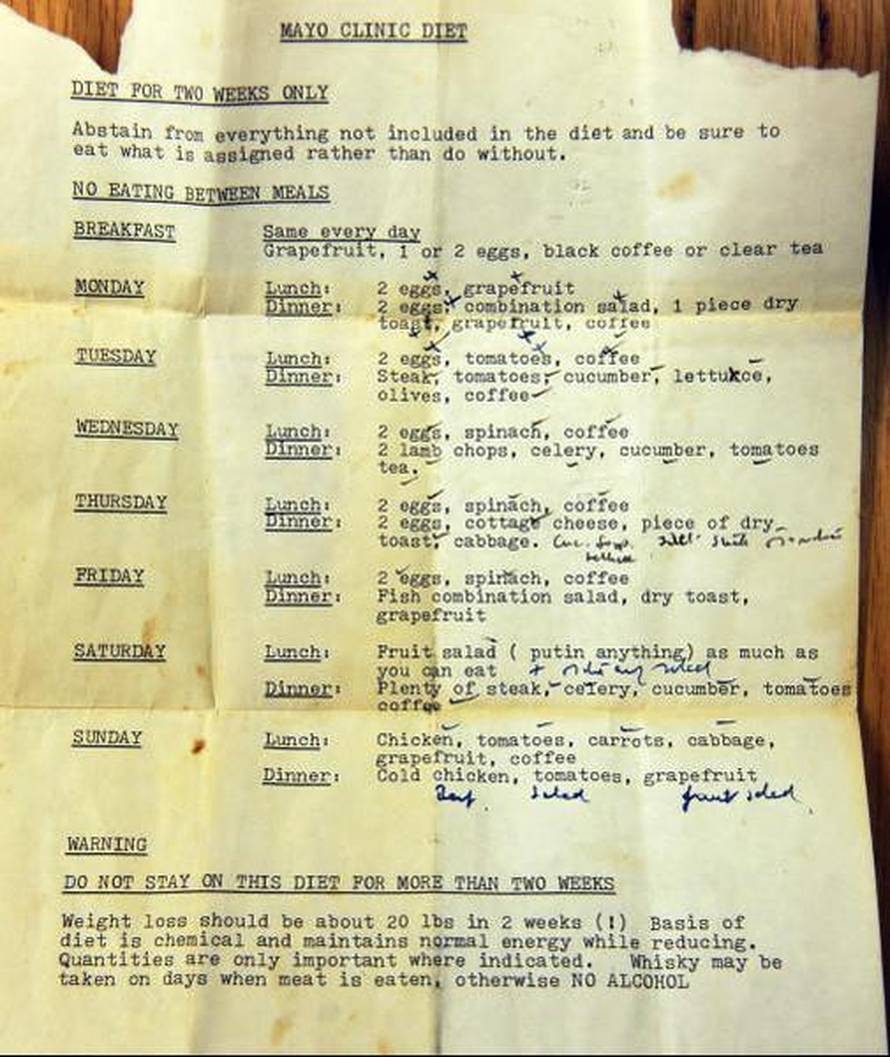 MAYO CLINIC DIET
DIET FOR TWO WEEKS ONLY
Abstain from everything not included in the diet and be sure to
eat what is assigned rather than do without.
NO EATING BETWEEN MEALS
BREAKFAST Same every day
Grapefruit, 1 or 2 eggs, black coffee or clear tea
MONDAY Lunch: 2 eggs, grapefruit
Dinner: 2 eggs, combination salad, 1 piece dry
toast, grapefruit, coffee
TUESDAY Lunch: 2 eggs, tomatoes, coffee
Dinner: Steak, tomatoes, cucumber, lettuxce,
olives, coffee
WEDNESDAY Lunch: 2 eggs, spinach, coffee
Dinner: 2 lamb chops, celery, cucumber, tomatoes
tea.
THURSDAY Lunch: 2 eggs, spinach, coffee
Dinner: 2 eggs, cottage cheese, piece of dry
toast, cabbage.
FRIDAY Lunch: 2 eggs, spinach, coffee
Dinner: Fish combination salad, dry toast,
grapefruit
SATURDAY Lunch: Fruit salad ( putin anything) as much as
you can eat +
Dinner: Plenty of steak, celery, cucumber, tomatoes
coffee
SUNDAY Lunch: Chicken, tomatoes, carrots, cabbage,
grapefruit, coffee
Dinner: Cold chicken, tomatoes, grapefruit
Beef salad fruit salad
WARNING
DO NOT STAY ON THIS DIET FOR MORE THAN TWO WEEKS
Weight loss should be about 20 lbs in 2 weeks (!) Basis of
diet is chemical and maintains normal energy while reducing.
Quantities are only important where indicated. Whisky may be
taken on days when meat is eaten, otherwise NO ALCOHOL